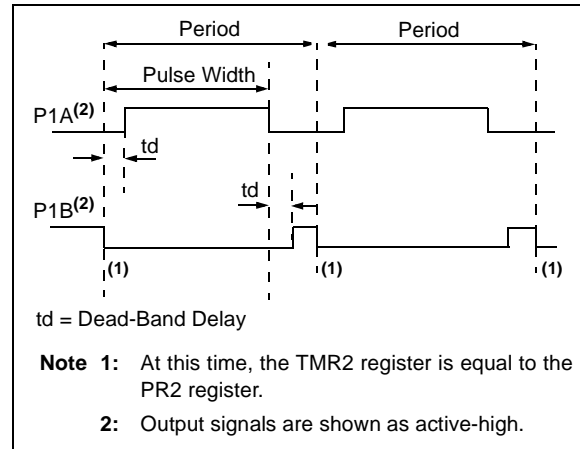 Period Period
Pulse Width
P1A(2)
td
td
P1B(2)
(1) (1) (1)
td = Dead-Band Delay
Note 1: At this time, the TMR2 register is equal to the
PR2 register.
2: Output signals are shown as active-high.